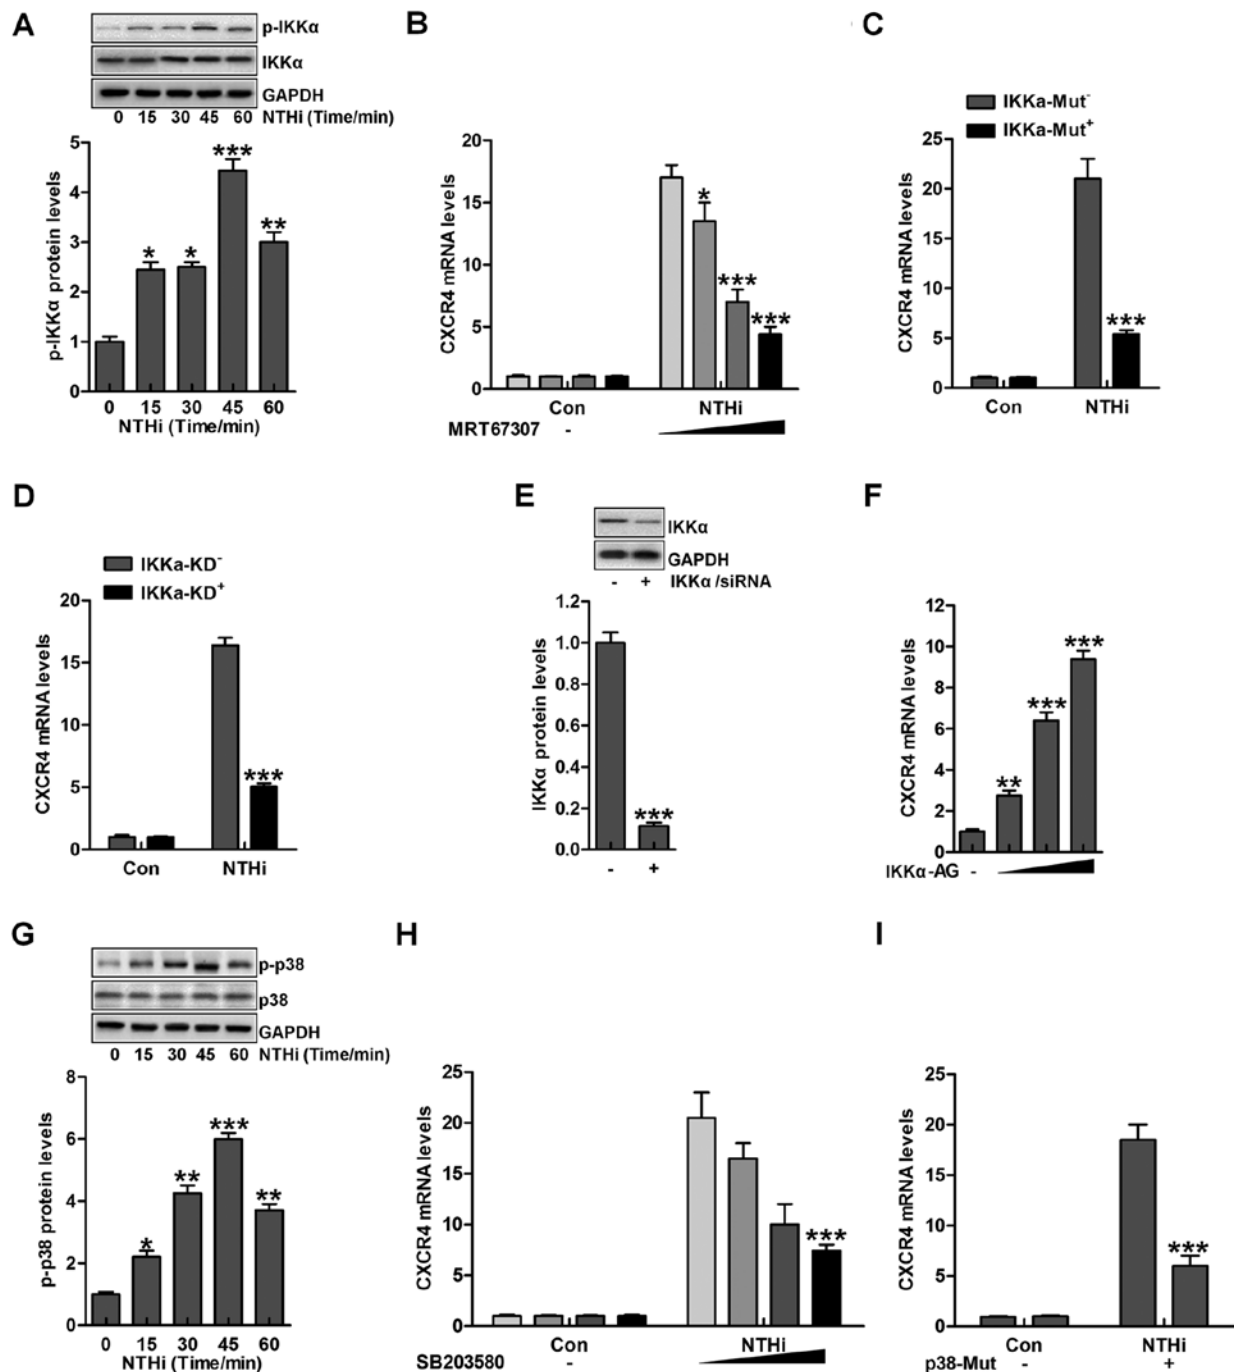 A
p-IKKα
IKKα
GAPDH
0 15 30 45 60 NTHi (Time/min)
p-IKKα protein levels
5
4
3
2
1
0
*
*
***
**
0 15 30 45 60
NTHi (Time/min)
B
CXCR4 mRNA levels
20
15
10
5
0
*
***
***
Con NTHi
MRT67307 -
C
IKKa-Mut-
IKKa-Mut+
CXCR4 mRNA levels
25
20
15
10
5
0
***
Con NTHi
D
IKKa-KD-
IKKa-KD+
CXCR4 mRNA levels
20
15
10
5
0
***
Con NTHi
E
IKKα
GAPDH
- + IKKα/siRNA
IKKα protein levels
1.2
1.0
0.8
0.6
0.4
0.2
0.0
***
- +
F
CXCR4 mRNA levels
12
10
8
6
4
2
0
**
***
***
IKKα-AG -
G
p-p38
p38
GAPDH
0 15 30 45 60 NTHi (Time/min)
p-p38 protein levels
8
6
4
2
0
*
**
***
**
0 15 30 45 60
NTHi (Time/min)
H
CXCR4 mRNA levels
25
20
15
10
5
0
***
Con NTHi
SB203580 -
I
CXCR4 mRNA levels
25
20
15
10
5
0
***
Con NTHi
p38-Mut - +